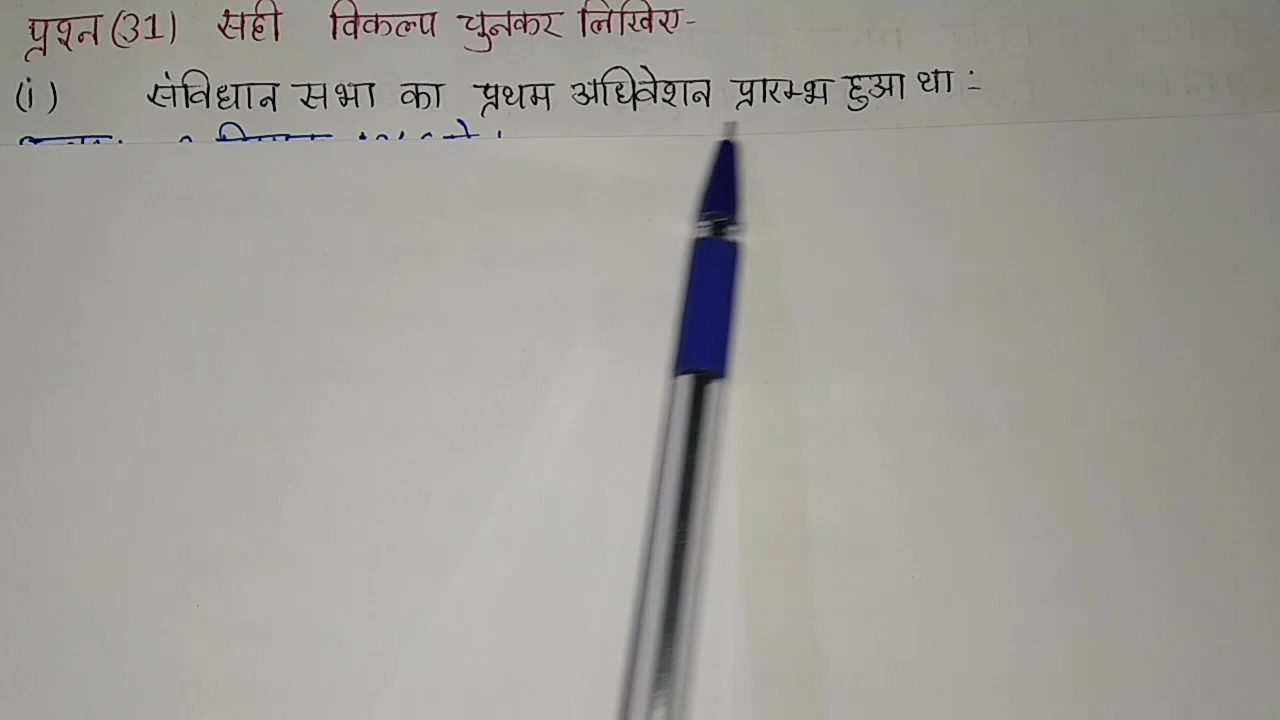 प्रश्न (31) सही विकल्प चुनकर लिखिए-
(i) संविधान सभा का प्रथम अधिवेशन प्रारम्भ हुआ था :-